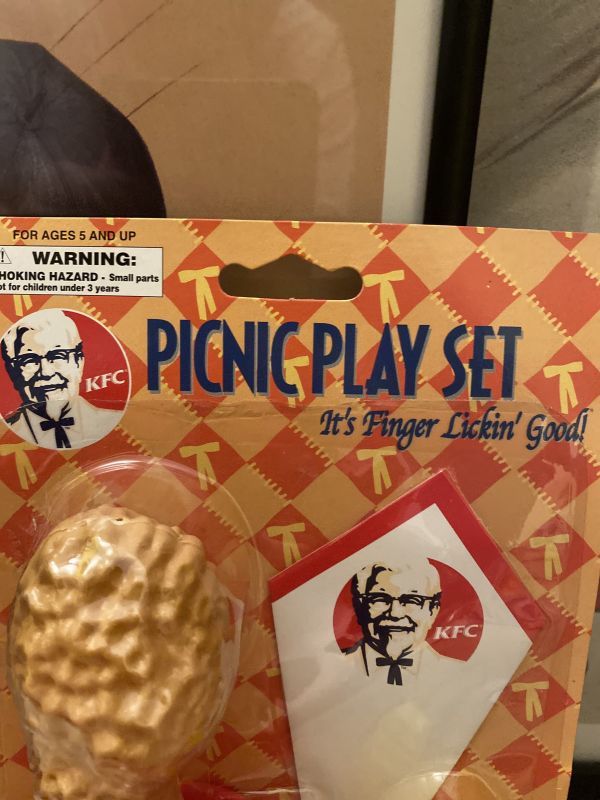 FOR AGES 5 AND UP
WARNING:
HOKING HAZARD - Small parts
ot for children under 3 years
KFC
PICNIC PLAY SET
It's Finger Lickin' Good!
KFC